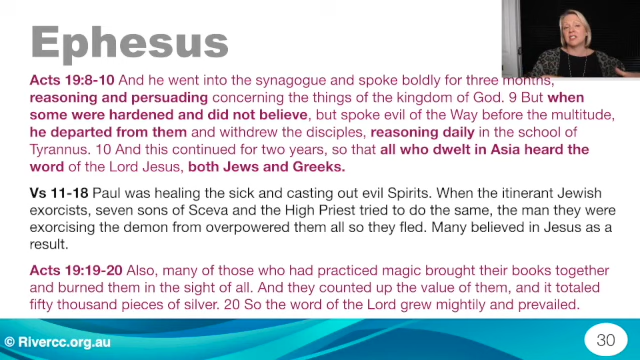 Ephesus
Acts 19:8-10 And he went into the synagogue and spoke boldly for three months,
reasoning and persuading concerning the things of the kingdom of God. 9 But when
some were hardened and did not believe, but spoke evil of the Way before the multitude,
he departed from them and withdrew the disciples, reasoning daily in the school of
Tyrannus. 10 And this continued for two years, so that all who dwelt in Asia heard the
word of the Lord Jesus, both Jews and Greeks.
Vs 11-18 Paul was healing the sick and casting out evil Spirits. When the itinerant Jewish
exorcists, seven sons of Sceva and the High Priest tried to do the same, the man they were
exorcising the demon from overpowered them all so they fled. Many believed in Jesus as a
result.
Acts 19:19-20 Also, many of those who had practiced magic brought their books together
and burned them in the sight of all. And they counted up the value of them, and it totaled
fifty thousand pieces of silver. 20 So the word of the Lord grew mightily and prevailed.
© Rivercc.org.au
30